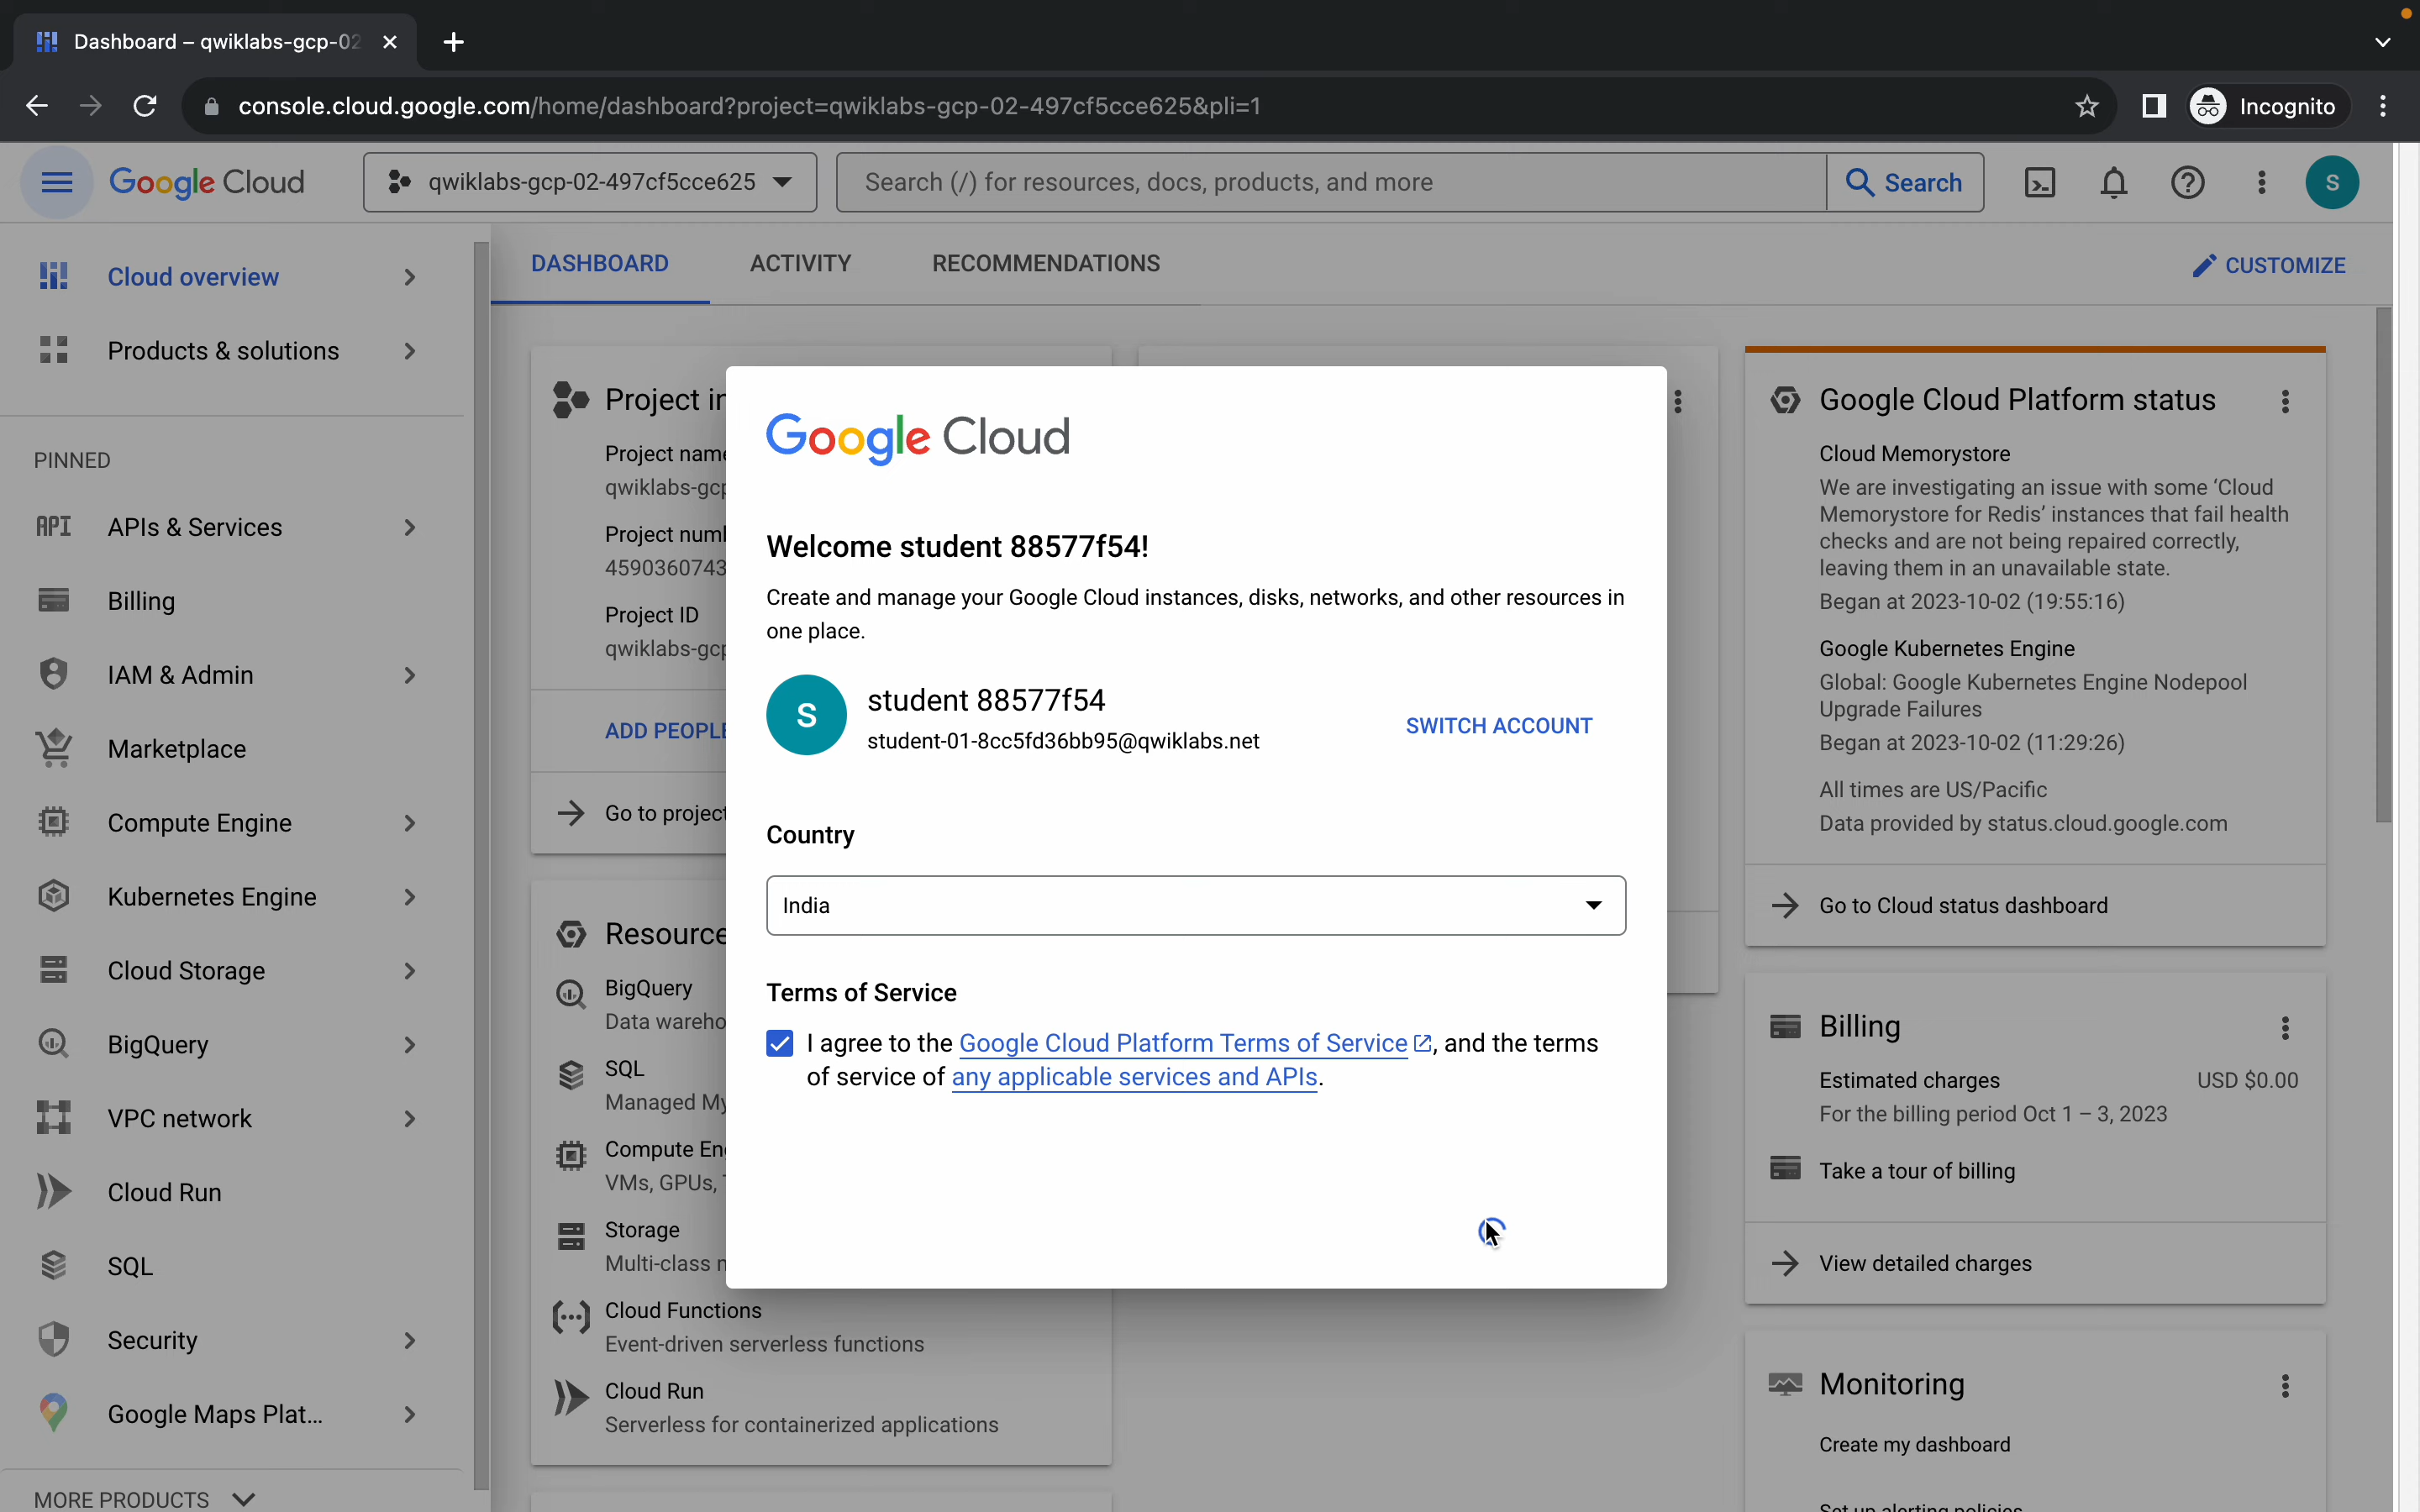 Dashboard – qwiklabs-gcp-02
console.cloud.google.com/home/dashboard?project=qwiklabs-gcp-02-497cf5cce625&pli=1
Incognito
Google Cloud
qwiklabs-gcp-02-497cf5cce625
Search (/) for resources, docs, products, and more
Search
S
Cloud overview
Products & solutions
PINNED
API
APIs & Services
Billing
IAM & Admin
Marketplace
Compute Engine
Kubernetes Engine
Cloud Storage
BigQuery
VPC network
Cloud Run
SQL
Security
Google Maps Plat...
MORE PRODUCTS
DASHBOARD
ACTIVITY
RECOMMENDATIONS
CUSTOMIZE
Project
Project name
qwiklabs-gcp
Project
4590360743
Project ID
qwiklabs-gcp
ADD PEOPLE
Go to project
Resource
BigQuery
Data
SQL
Managed
Compute
VMs, GPUs,
Storage
Multi-class
Cloud Functions
Event-driven serverless functions
Cloud Run
Serverless for containerized applications
Google Cloud
Welcome student 88577f54!
Create and manage your Google Cloud instances, disks, networks, and other resources in
one place.
S
student 88577f54
student-01-8cc5fd36bb95@qwiklabs.net
SWITCH ACCOUNT
Country
India
Terms of Service
I agree to the Google Cloud Platform Terms of Service, and the terms
of service of any applicable services and APIs.
Google Cloud Platform status
Cloud Memorystore
We are investigating an issue with some ‘Cloud
Memorystore for Redis’ instances that fail health
checks and are not being repaired correctly,
leaving them in an unavailable state.
Began at 2023-10-02 (19:55:16)
Google Kubernetes Engine
Global: Google Kubernetes Engine Nodepool
Upgrade Failures
Began at 2023-10-02 (11:29:26)
All times are US/Pacific
Data provided by status.cloud.google.com
Go to Cloud status dashboard
Billing
Estimated charges USD $0.00
For the billing period Oct 1 – 3, 2023
Take a tour of billing
View detailed charges
Monitoring
Create my dashboard
Set up alerting policies